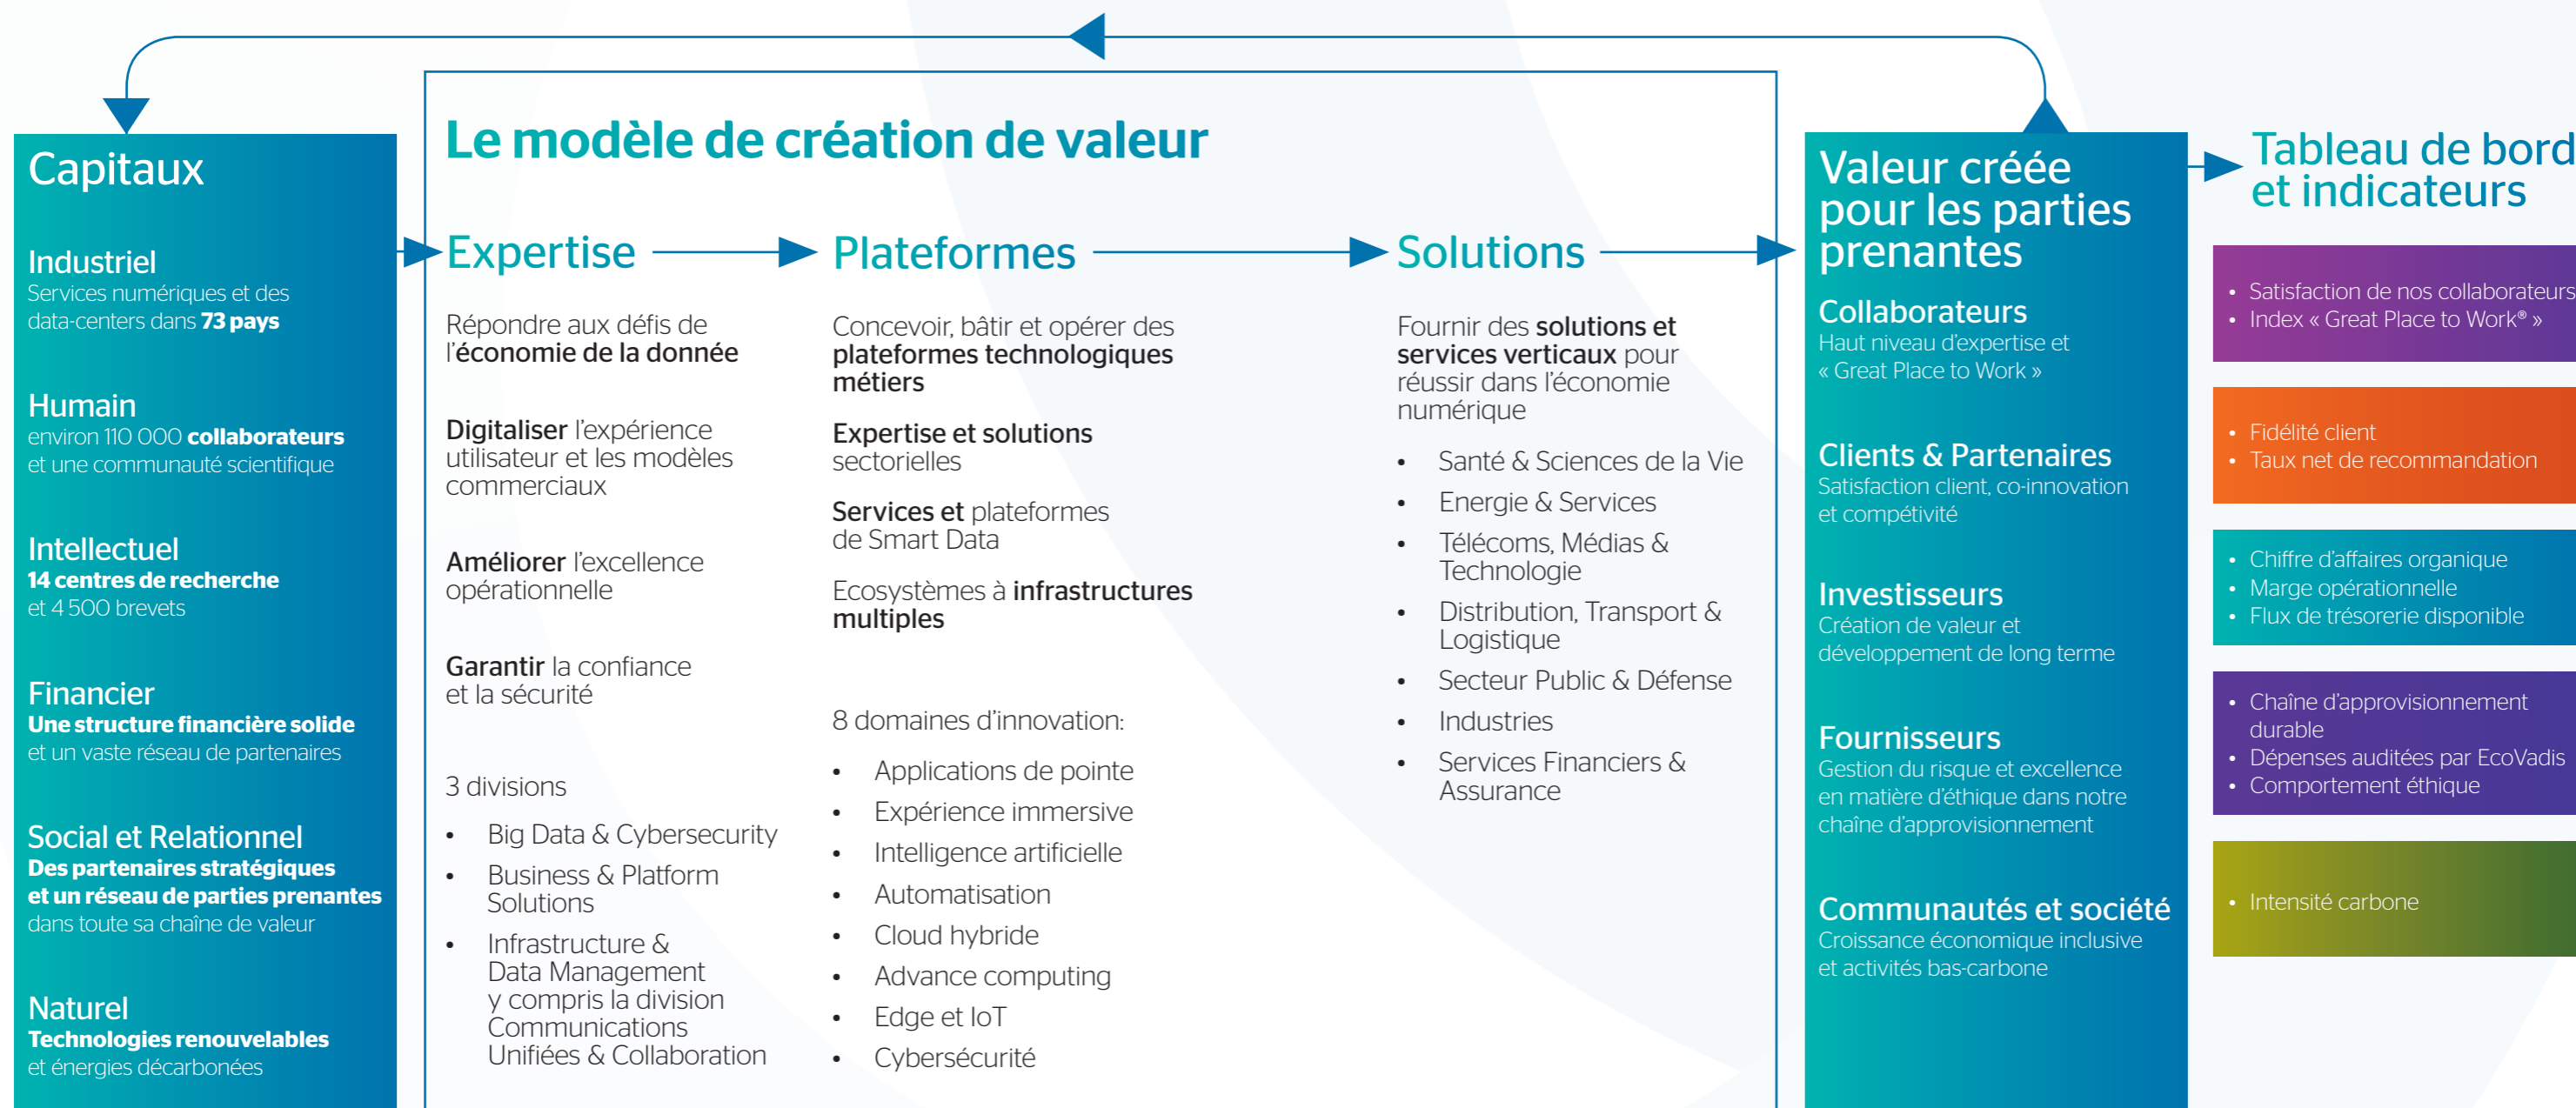 Capitaux
Industriel
Services numériques et des
data-centers dans 73 pays
Humain
environ 110 000 collaborateurs
et une communauté scientifique
Intellectuel
14 centres de recherche
et 4 500 brevets
Financier
Une structure financière solide
et un vaste réseau de partenaires
Social et Relationnel
Des partenaires stratégiques
et un réseau de parties prenantes
dans toute sa chaîne de valeur
Naturel
Technologies renouvelables
et énergies décarbonées
Le modèle de création de valeur
Expertise
Répondre aux défis de
l'économie de la donnée
Digitaliser l'expérience
utilisateur et les modèles
commerciaux
Améliorer l'excellence
opérationnelle
Garantir la confiance
et la sécurité
3 divisions
• Big Data & Cybersecurity
• Business & Platform
Solutions
• Infrastructure &
Data Management
y compris la division
Communications
Unifiées & Collaboration
Plateformes
Concevoir, bâtir et opérer des
plateformes technologiques
métiers
Expertise et solutions
sectorielles
Services et plateformes
de Smart Data
Ecosystèmes à infrastructures
multiples
8 domaines d'innovation:
• Applications de pointe
• Expérience immersive
• Intelligence artificielle
• Automatisation
• Cloud hybride
• Advance computing
• Edge et IoT
• Cybersécurité
Solutions
Fournir des solutions et
services verticaux pour
réussir dans l'économie
numérique
• Santé & Sciences de la Vie
• Energie & Services
• Télécoms, Médias &
Technologie
• Distribution, Transport &
Logistique
• Secteur Public & Défense
• Industries
• Services Financiers &
Assurance
Valeur créée
pour les parties
prenantes
Collaborateurs
Haut niveau d'expertise et
« Great Place to Work »
Clients & Partenaires
Satisfaction client, co-innovation
et compétivité
Investisseurs
Création de valeur et
développement de long terme
Fournisseurs
Gestion du risque et excellence
en matière d'éthique dans notre
chaîne d'approvisionnement
Communautés et société
Croissance économique inclusive
et activités bas-carbone
Tableau de bord
et indicateurs
• Satisfaction de nos collaborateurs
• Index « Great Place to Work® »
• Fidélité client
• Taux net de recommandation
• Chiffre d'affaires organique
• Marge opérationnelle
• Flux de trésorerie disponible
• Chaîne d'approvisionnement
durable
• Dépenses auditées par EcoVadis
• Comportement éthique
• Intensité carbone